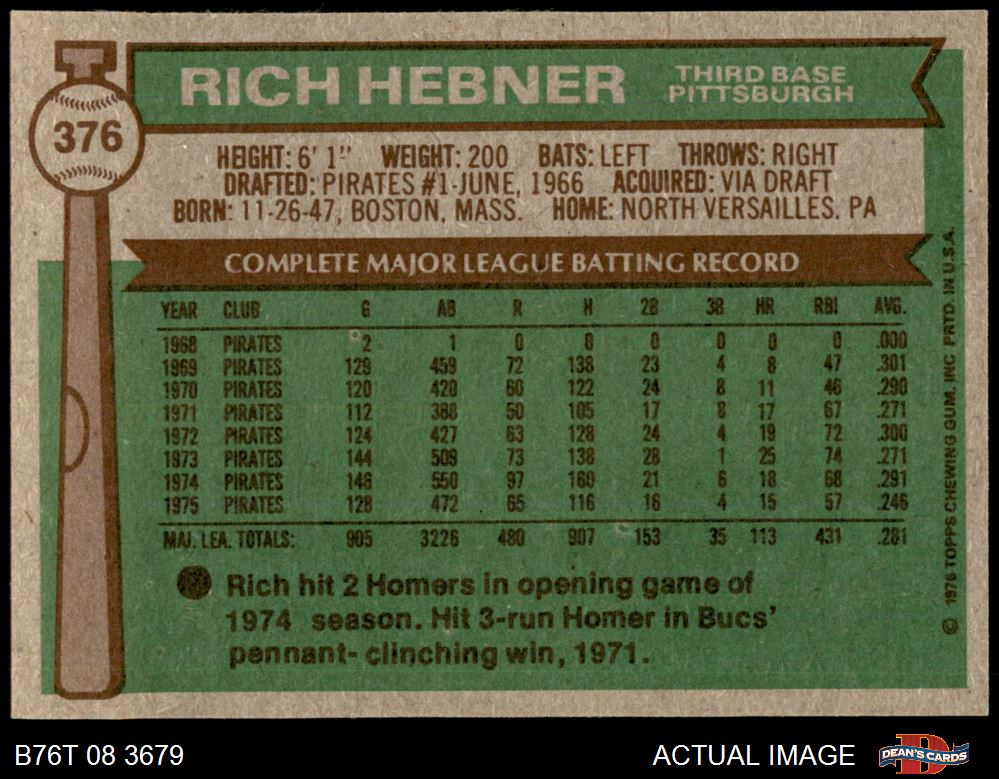 RICH HEBNER
THIRD BASE
PITTSBURGH
376
HEIGHT: 6' 1" WEIGHT: 200 BATS: LEFT THROWS: RIGHT
DRAFTED: PIRATES #1-JUNE, 1966 ACQUIRED: VIA DRAFT
BORN: 11-26-47, BOSTON, MASS. HOME: NORTH VERSAILLES, PA
COMPLETE MAJOR LEAGUE BATTING RECORD
YEAR CLUB G AB R H 2B 3B HR RBI AVG.
1968 PIRATES 2 1 0 0 0 0 0 0 .000
1969 PIRATES 129 459 72 138 23 4 8 47 .301
1970 PIRATES 120 420 60 122 24 8 11 46 .290
1971 PIRATES 112 388 50 105 17 8 17 67 .271
1972 PIRATES 124 427 63 128 24 4 19 72 .300
1973 PIRATES 144 509 73 138 28 1 25 74 .271
1974 PIRATES 146 550 97 160 21 6 18 68 .291
1975 PIRATES 128 472 65 116 16 4 15 57 .246
MAJ. LEA. TOTALS: 905 3226 480 907 153 35 113 431 .281
Rich hit 2 Homers in opening game of
1974 season. Hit 3-run Homer in Bucs'
pennant-clinching win, 1971.
© 1976 TOPPS CHEWING GUM, INC PRTD. IN U.S.A.
B76T 08 3679
ACTUAL IMAGE
DEAN'S CARDS